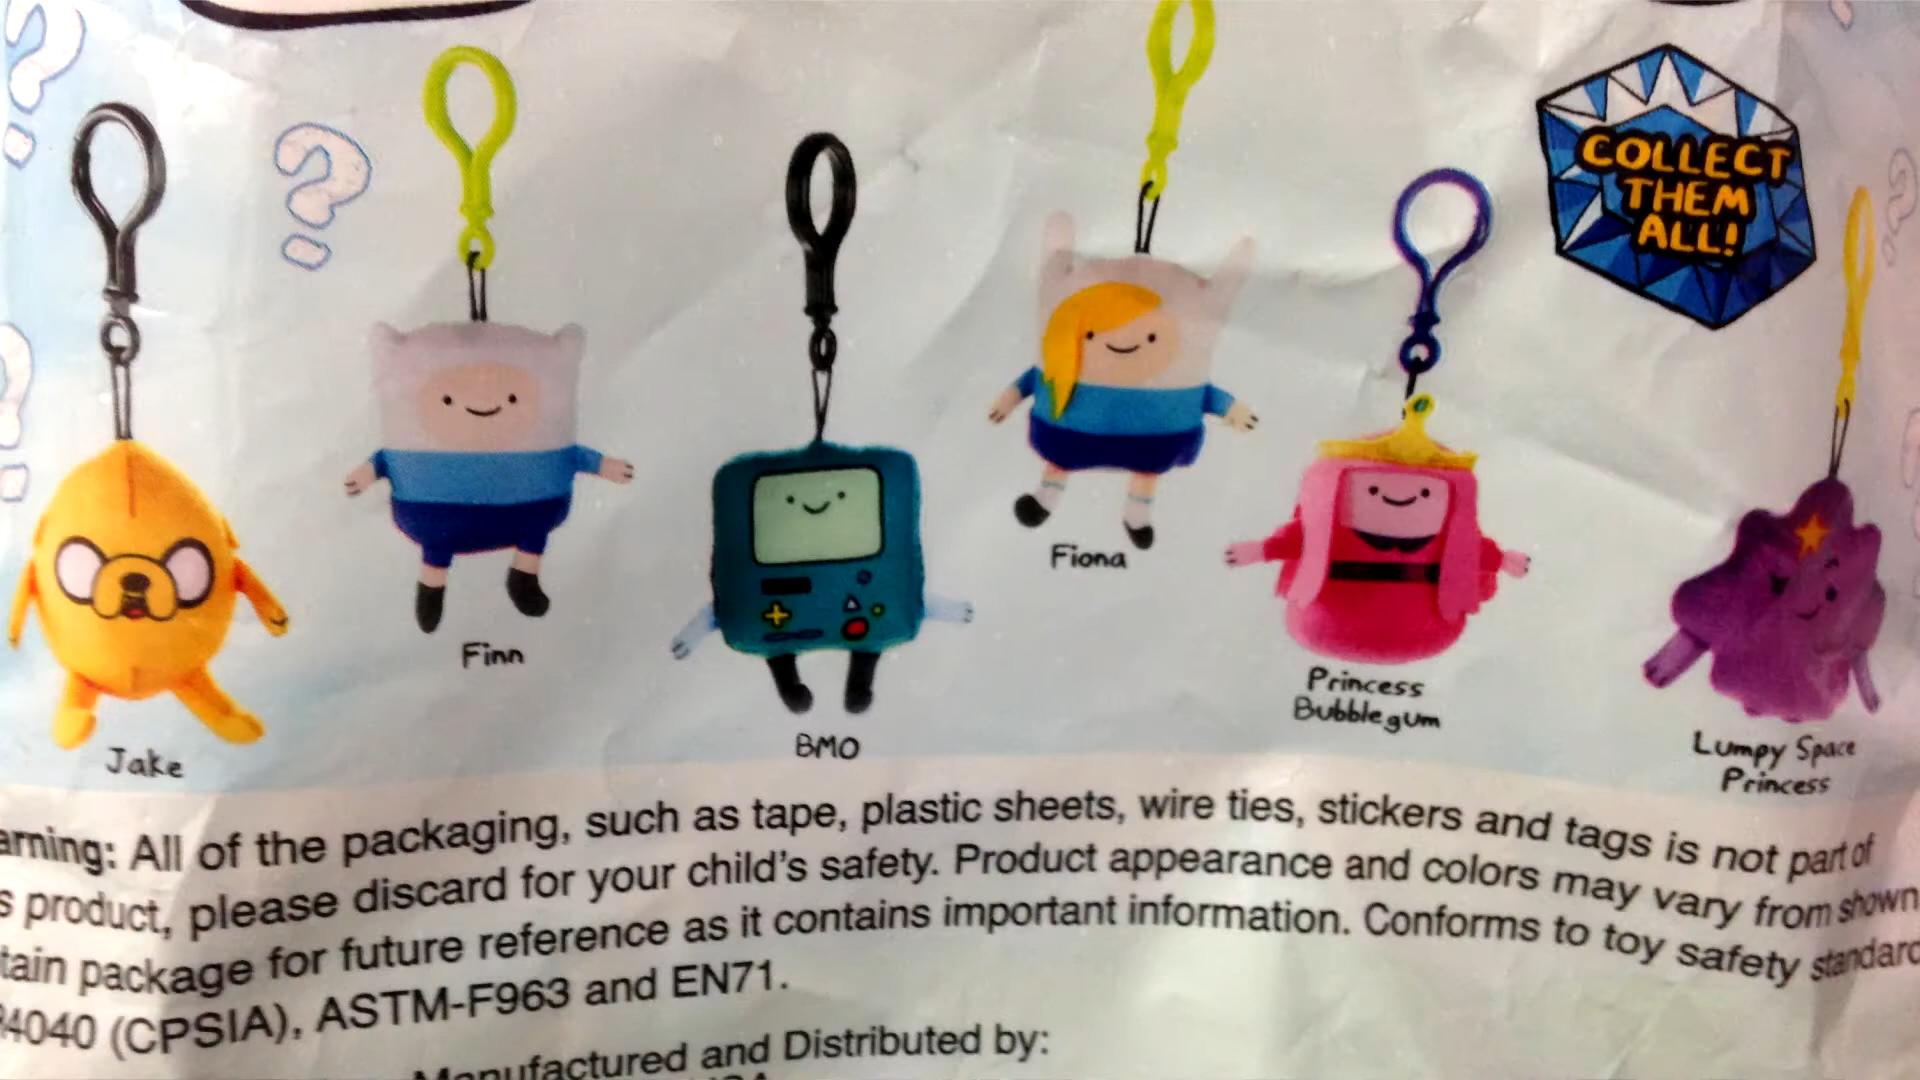 COLLECT
THEM
ALL!
Fiona
Finn
Princess
Bubblegum
BMO
Jake
Lumpy Space
Princess
arning: All of the packaging, such as tape, plastic sheets, wire ties, stickers and tags is not part of
s product, please discard for your child's safety. Product appearance and colors may vary from shown
tain package for future reference as it contains important information. Conforms to toy safety standard
4040 (CPSIA), ASTM-F963 and EN71.
Manufactured and Distributed by: